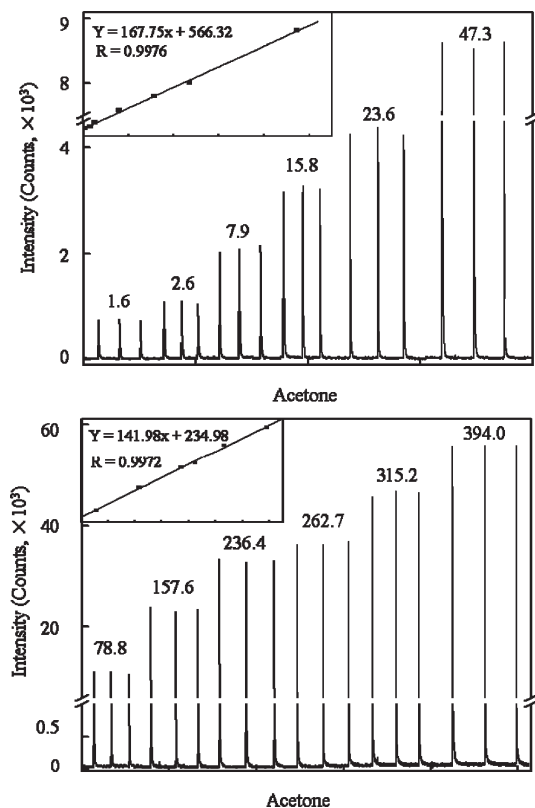 9
Y = 167.75x + 566.32
R = 0.9976
47.3
8
23.6
4
15.8
7.9
2
2.6
1.6
0
Intensity (Counts, ×10³)
Acetone
60
Y = 141.98x + 234.98
R = 0.9972
394.0
315.2
40
262.7
236.4
157.6
20
78.8
0.5
0
Intensity (Counts, ×10³)
Acetone